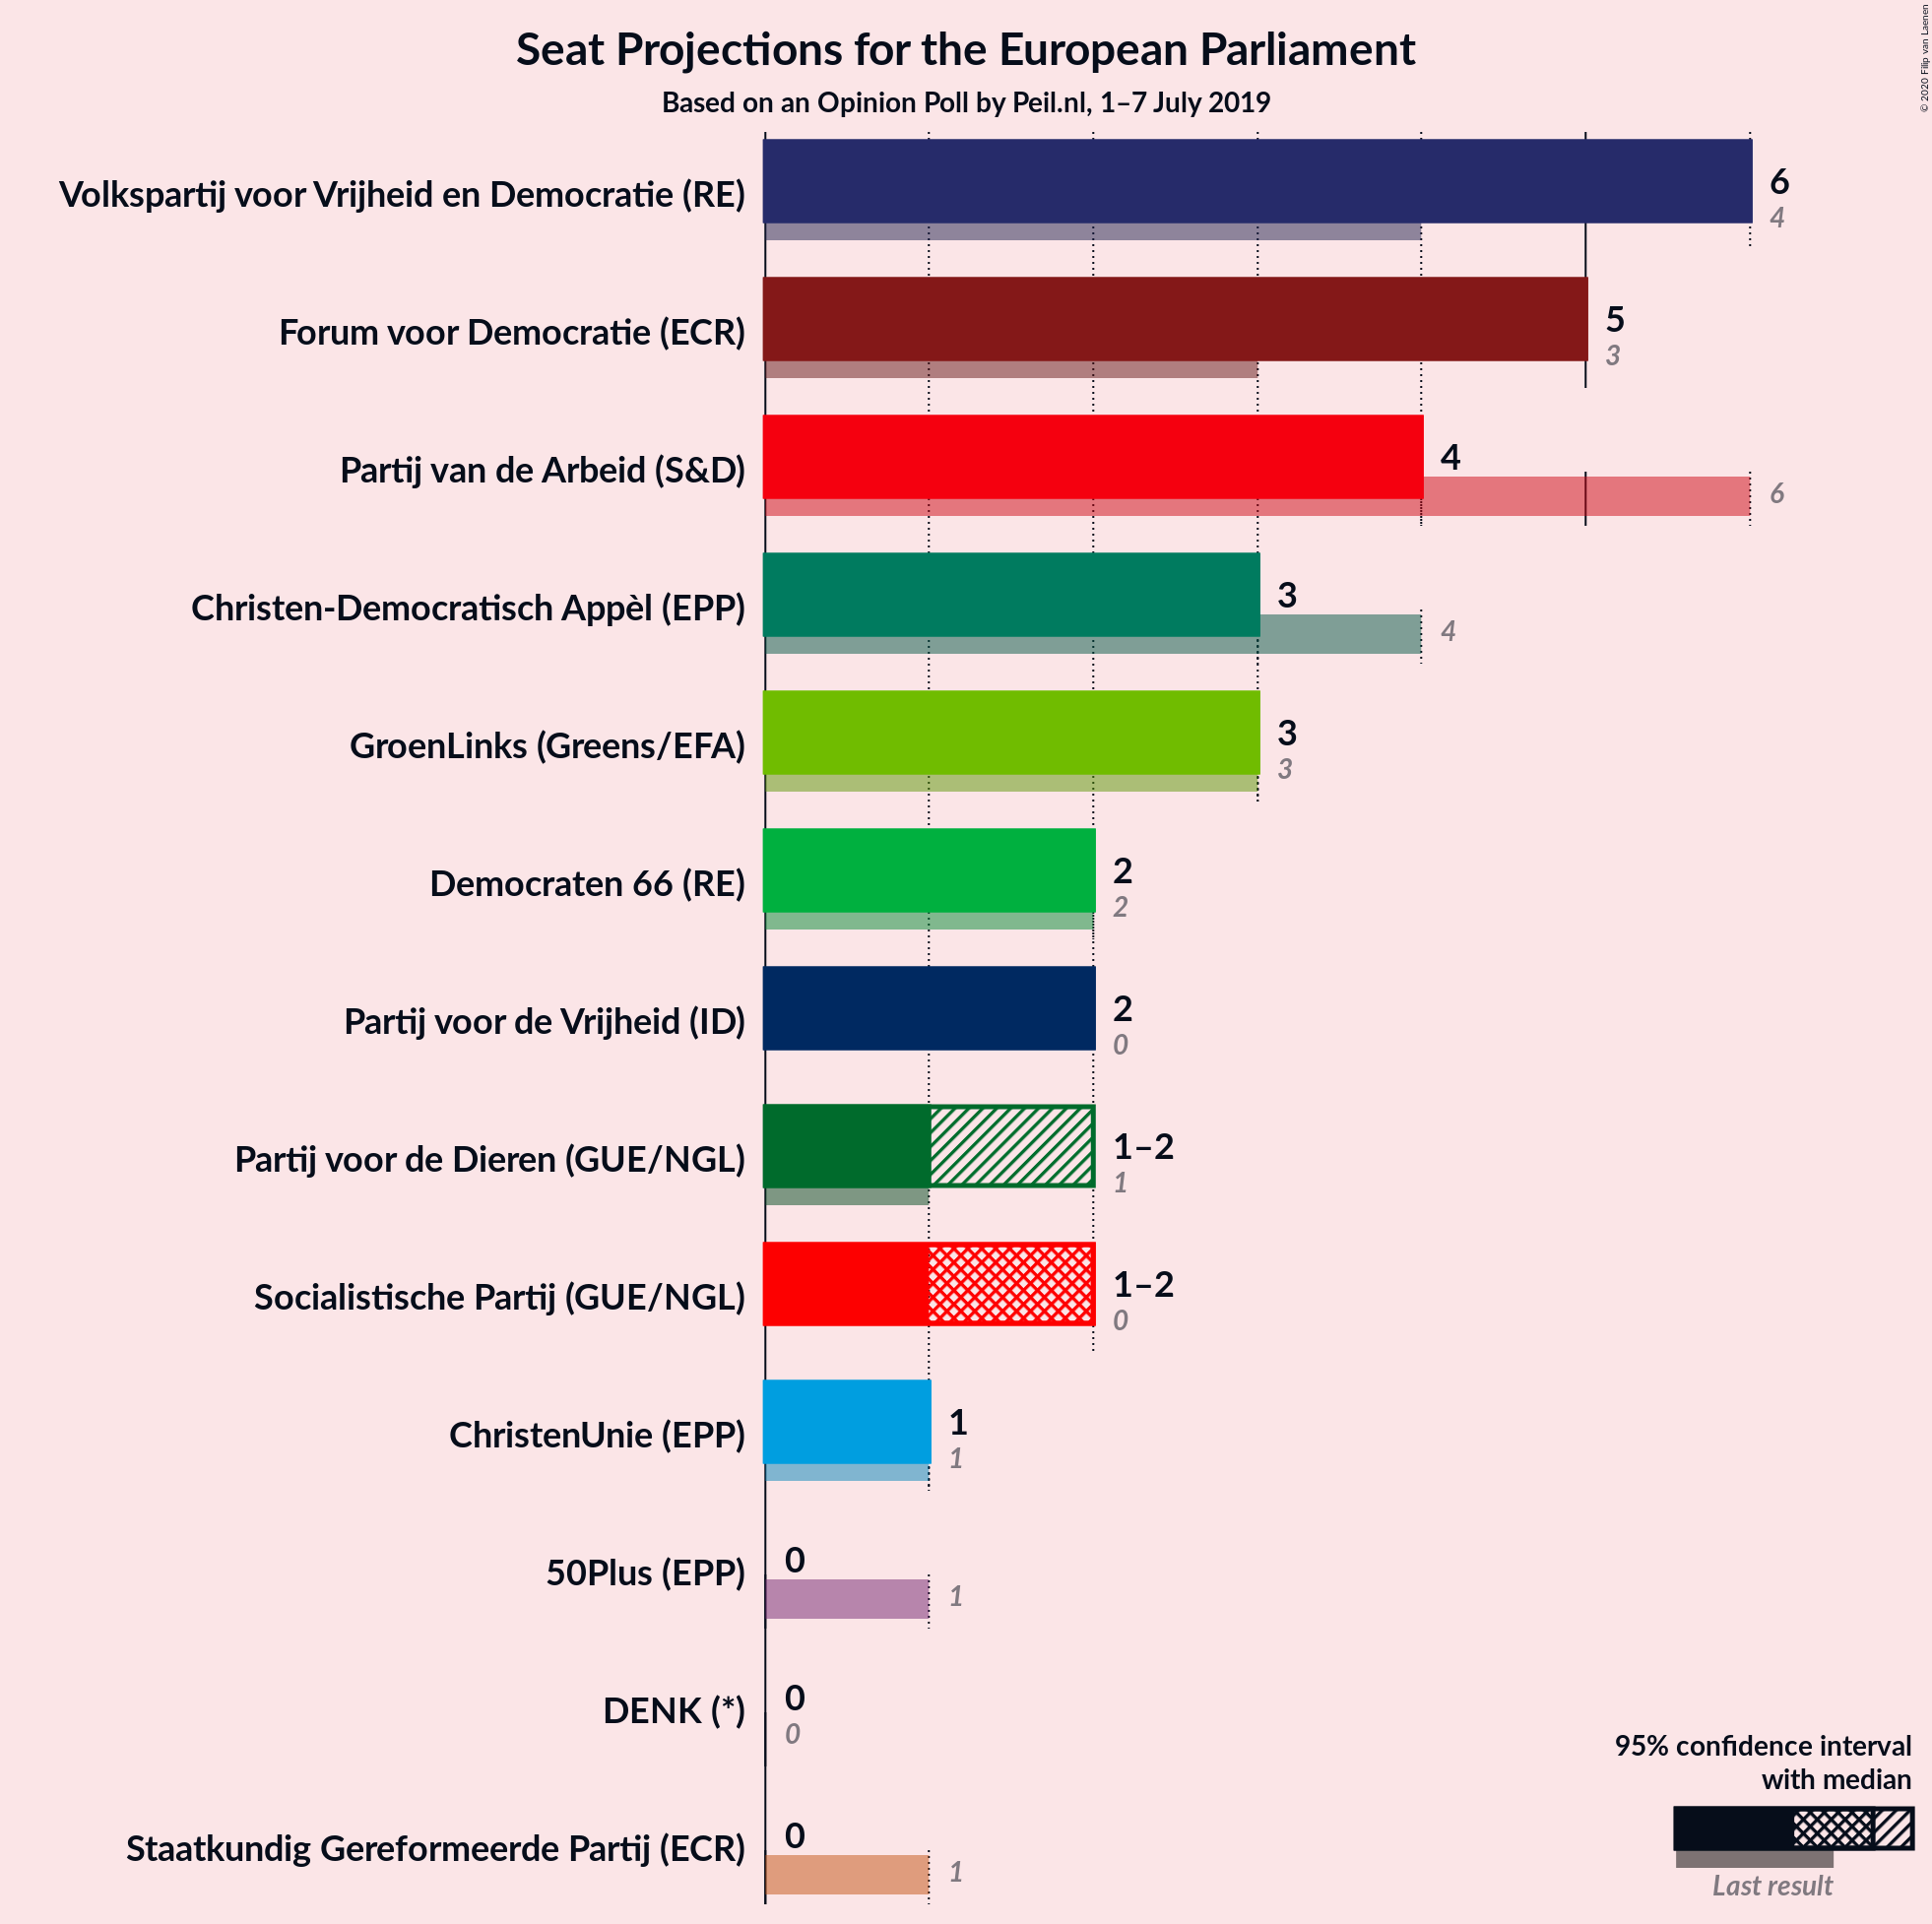 Seat Projections for the European Parliament
Based on an Opinion Poll by Peil.nl, 1–7 July 2019
© 2020 Filip van Laenen
Volkspartij voor Vrijheid en Democratie (RE)
6
4
Forum voor Democratie (ECR)
5
3
Partij van de Arbeid (S&D)
4
6
Christen-Democratisch Appèl (EPP)
3
4
GroenLinks (Greens/EFA)
3
3
Democraten 66 (RE)
2
2
Partij voor de Vrijheid (ID)
2
0
Partij voor de Dieren (GUE/NGL)
1–2
1
Socialistische Partij (GUE/NGL)
1–2
0
ChristenUnie (EPP)
1
1
50Plus (EPP)
0
1
DENK (*)
0
0
Staatkundig Gereformeerde Partij (ECR)
0
1
95% confidence interval
with median
Last result